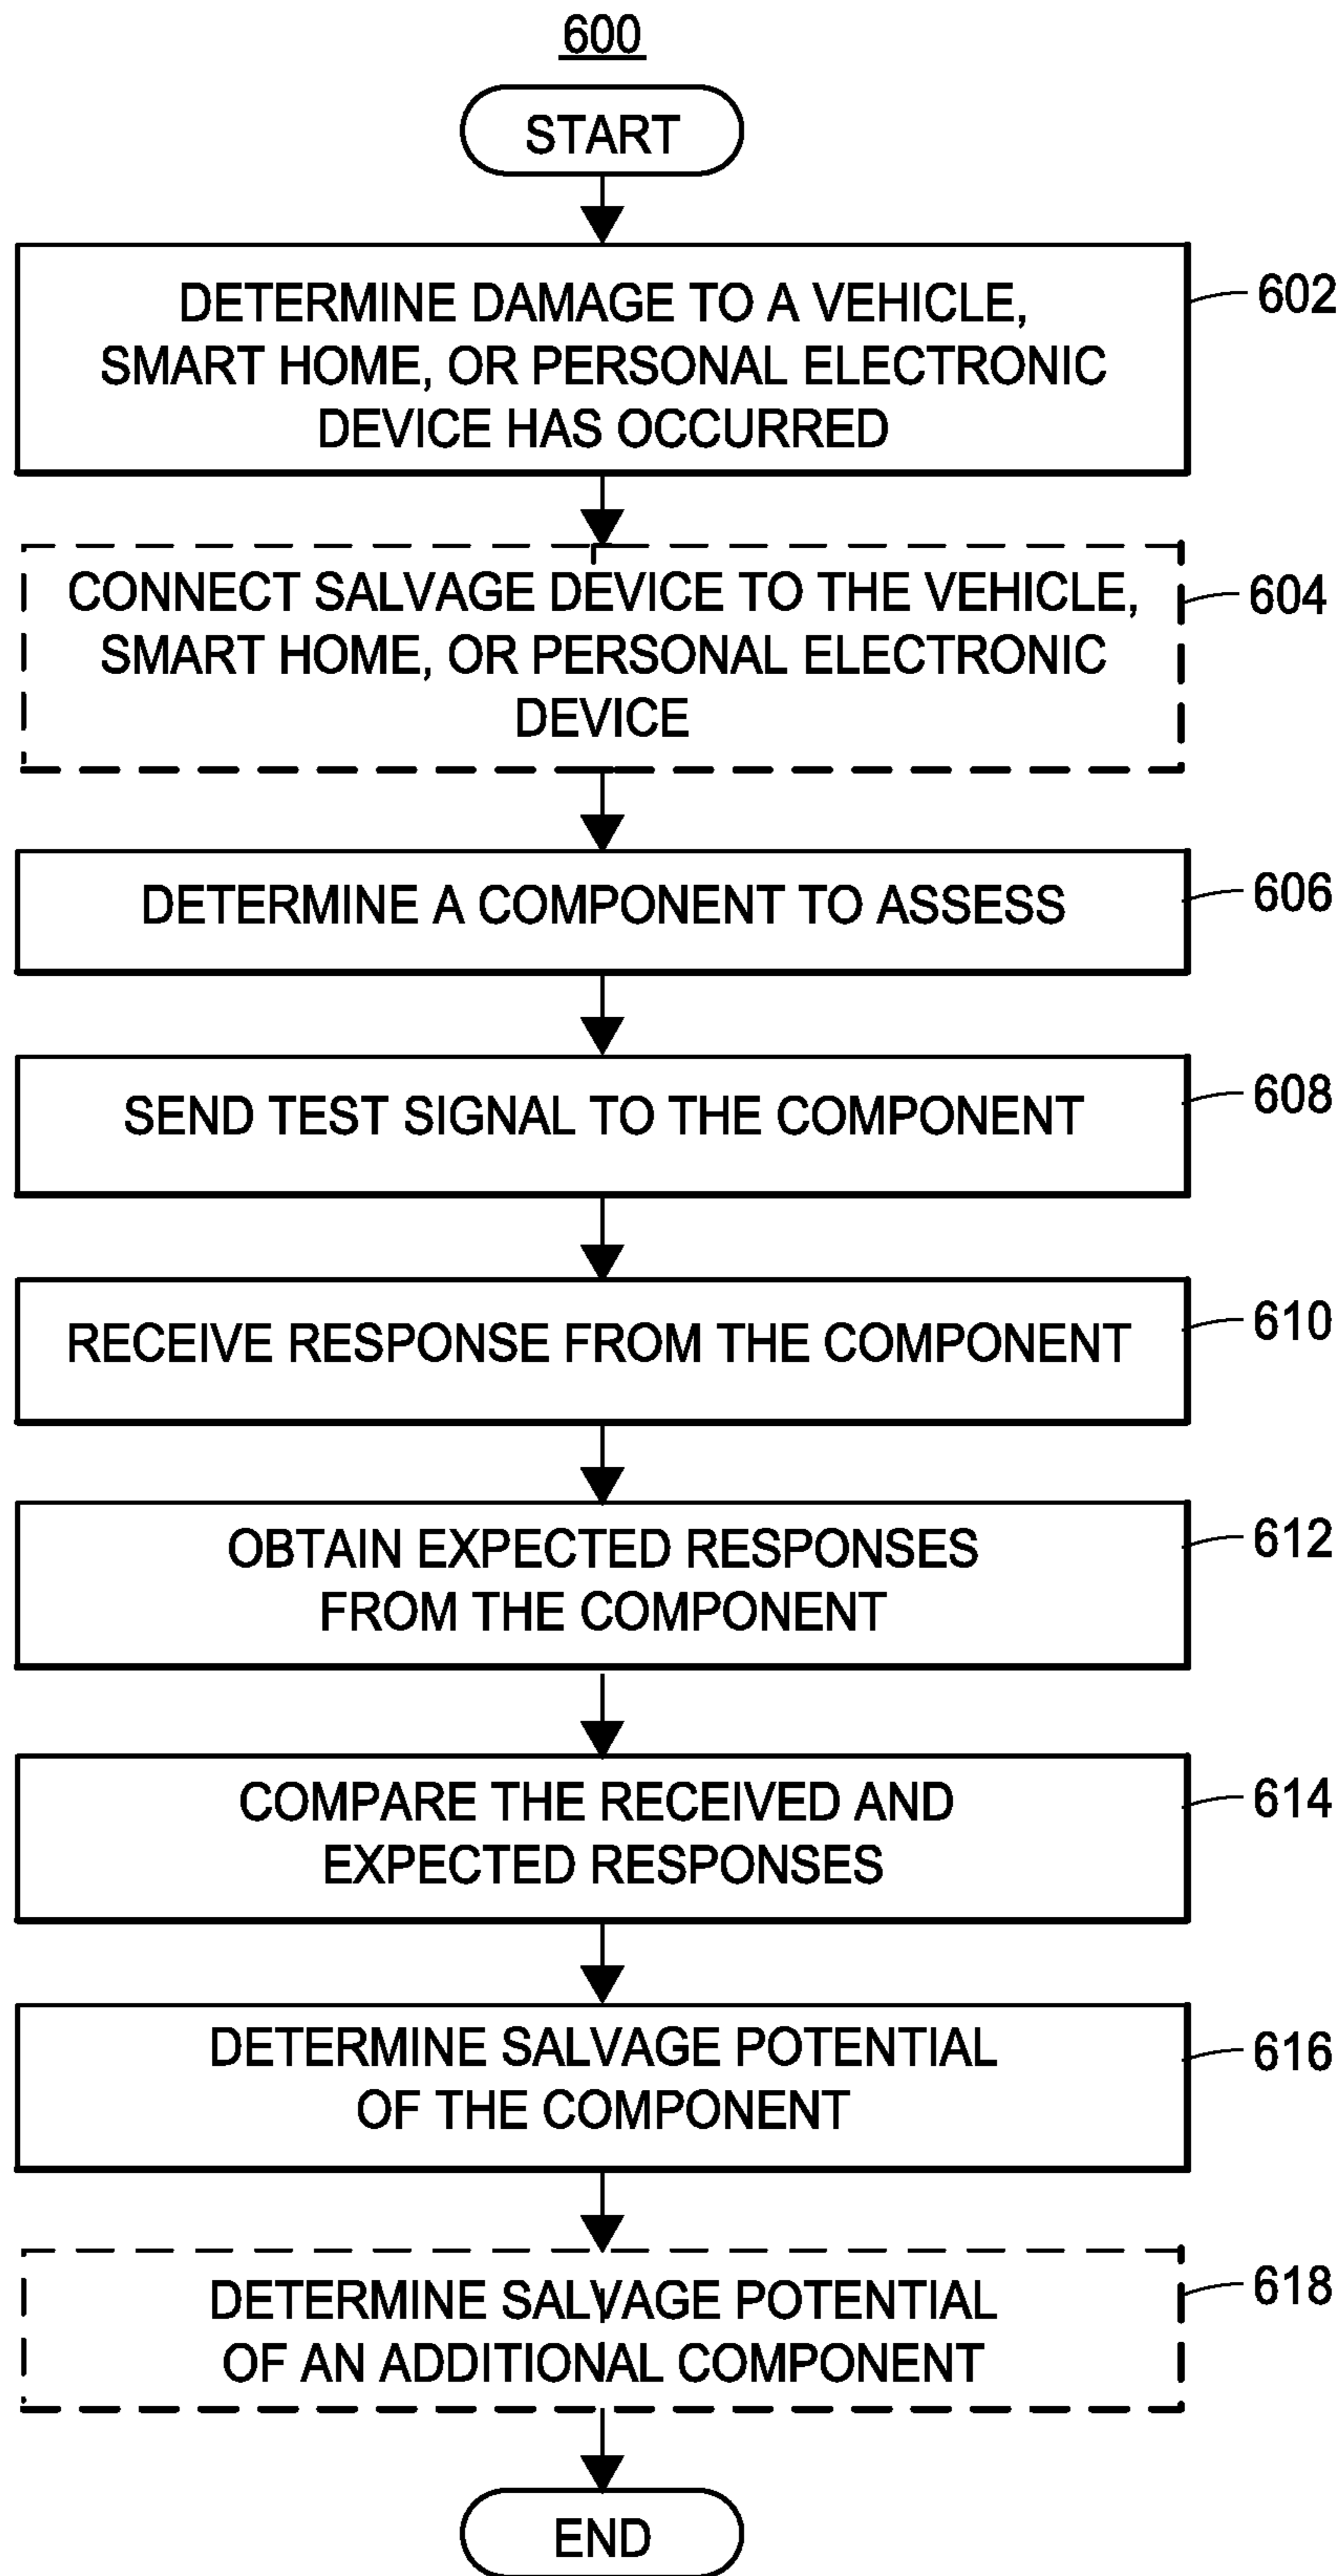 600
START
DETERMINE DAMAGE TO A VEHICLE,
SMART HOME, OR PERSONAL ELECTRONIC
DEVICE HAS OCCURRED
602
CONNECT SALVAGE DEVICE TO THE VEHICLE,
SMART HOME, OR PERSONAL ELECTRONIC
DEVICE
604
DETERMINE A COMPONENT TO ASSESS
606
SEND TEST SIGNAL TO THE COMPONENT
608
RECEIVE RESPONSE FROM THE COMPONENT
610
OBTAIN EXPECTED RESPONSES
FROM THE COMPONENT
612
COMPARE THE RECEIVED AND
EXPECTED RESPONSES
614
DETERMINE SALVAGE POTENTIAL
OF THE COMPONENT
616
DETERMINE SALVAGE POTENTIAL
OF AN ADDITIONAL COMPONENT
618
END